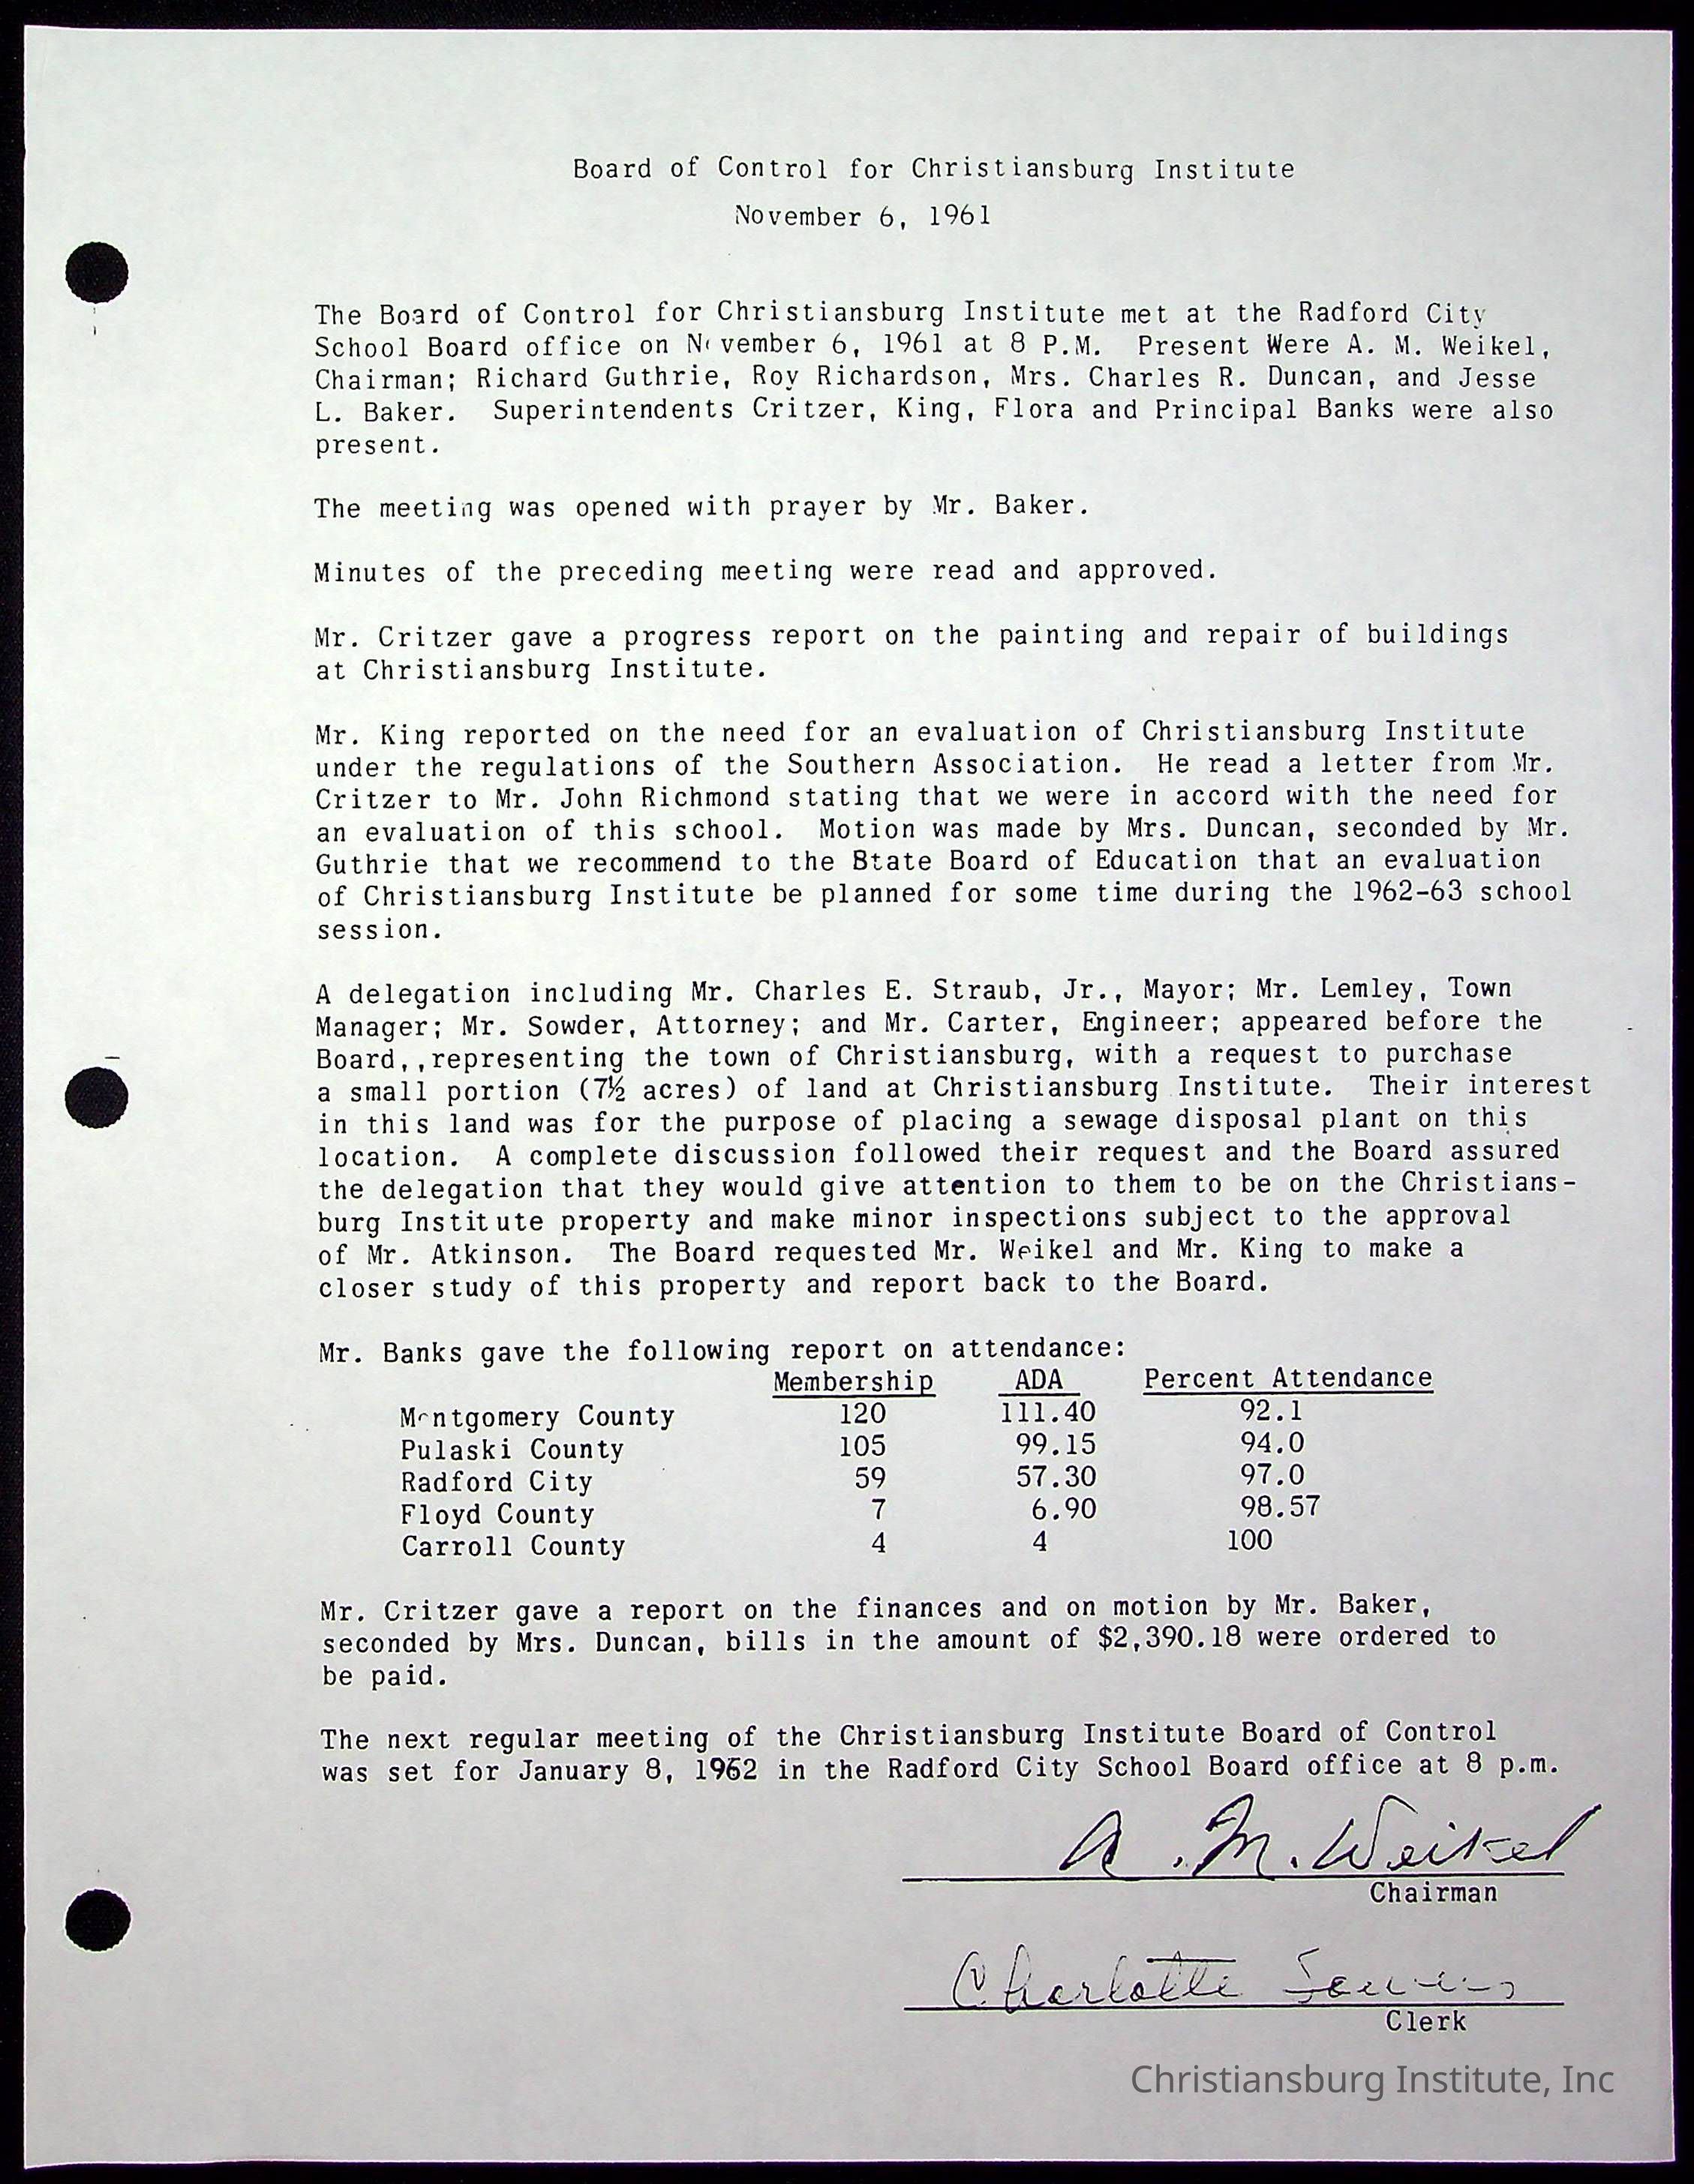 Board of Control for Christiansburg Institute
November 6, 1961
The Board of Control for Christiansburg Institute met at the Radford City
School Board office on November 6, 1961 at 8 P.M. Present Were A. M. Weikel,
Chairman; Richard Guthrie, Roy Richardson, Mrs. Charles R. Duncan, and Jesse
L. Baker. Superintendents Critzer, King, Flora and Principal Banks were also
present.
The meeting was opened with prayer by Mr. Baker.
Minutes of the preceding meeting were read and approved.
Mr. Critzer gave a progress report on the painting and repair of buildings
at Christiansburg Institute.
Mr. King reported on the need for an evaluation of Christiansburg Institute
under the regulations of the Southern Association. He read a letter from Mr.
Critzer to Mr. John Richmond stating that we were in accord with the need for
an evaluation of this school. Motion was made by Mrs. Duncan, seconded by Mr.
Guthrie that we recommend to the State Board of Education that an evaluation
of Christiansburg Institute be planned for some time during the 1962-63 school
session.
A delegation including Mr. Charles E. Straub, Jr., Mayor; Mr. Lemley, Town
Manager; Mr. Sowder, Attorney; and Mr. Carter, Engineer; appeared before the
Board,,representing the town of Christiansburg, with a request to purchase
a small portion (7½ acres) of land at Christiansburg Institute. Their interest
in this land was for the purpose of placing a sewage disposal plant on this
location. A complete discussion followed their request and the Board assured
the delegation that they would give attention to them to be on the Christians-
burg Institute property and make minor inspections subject to the approval
of Mr. Atkinson. The Board requested Mr. Weikel and Mr. King to make a
closer study of this property and report back to the Board.
Mr. Banks gave the following report on attendance:
Membership ADA Percent Attendance
Montgomery County 120 111.40 92.1
Pulaski County 105 99.15 94.0
Radford City 59 57.30 97.0
Floyd County 7 6.90 98.57
Carroll County 4 4 100
Mr. Critzer gave a report on the finances and on motion by Mr. Baker,
seconded by Mrs. Duncan, bills in the amount of $2,390.18 were ordered to
be paid.
The next regular meeting of the Christiansburg Institute Board of Control
was set for January 8, 1962 in the Radford City School Board office at 8 p.m.
A. M. Weikel
Chairman
Charlotte
Clerk
Christiansburg Institute, Inc